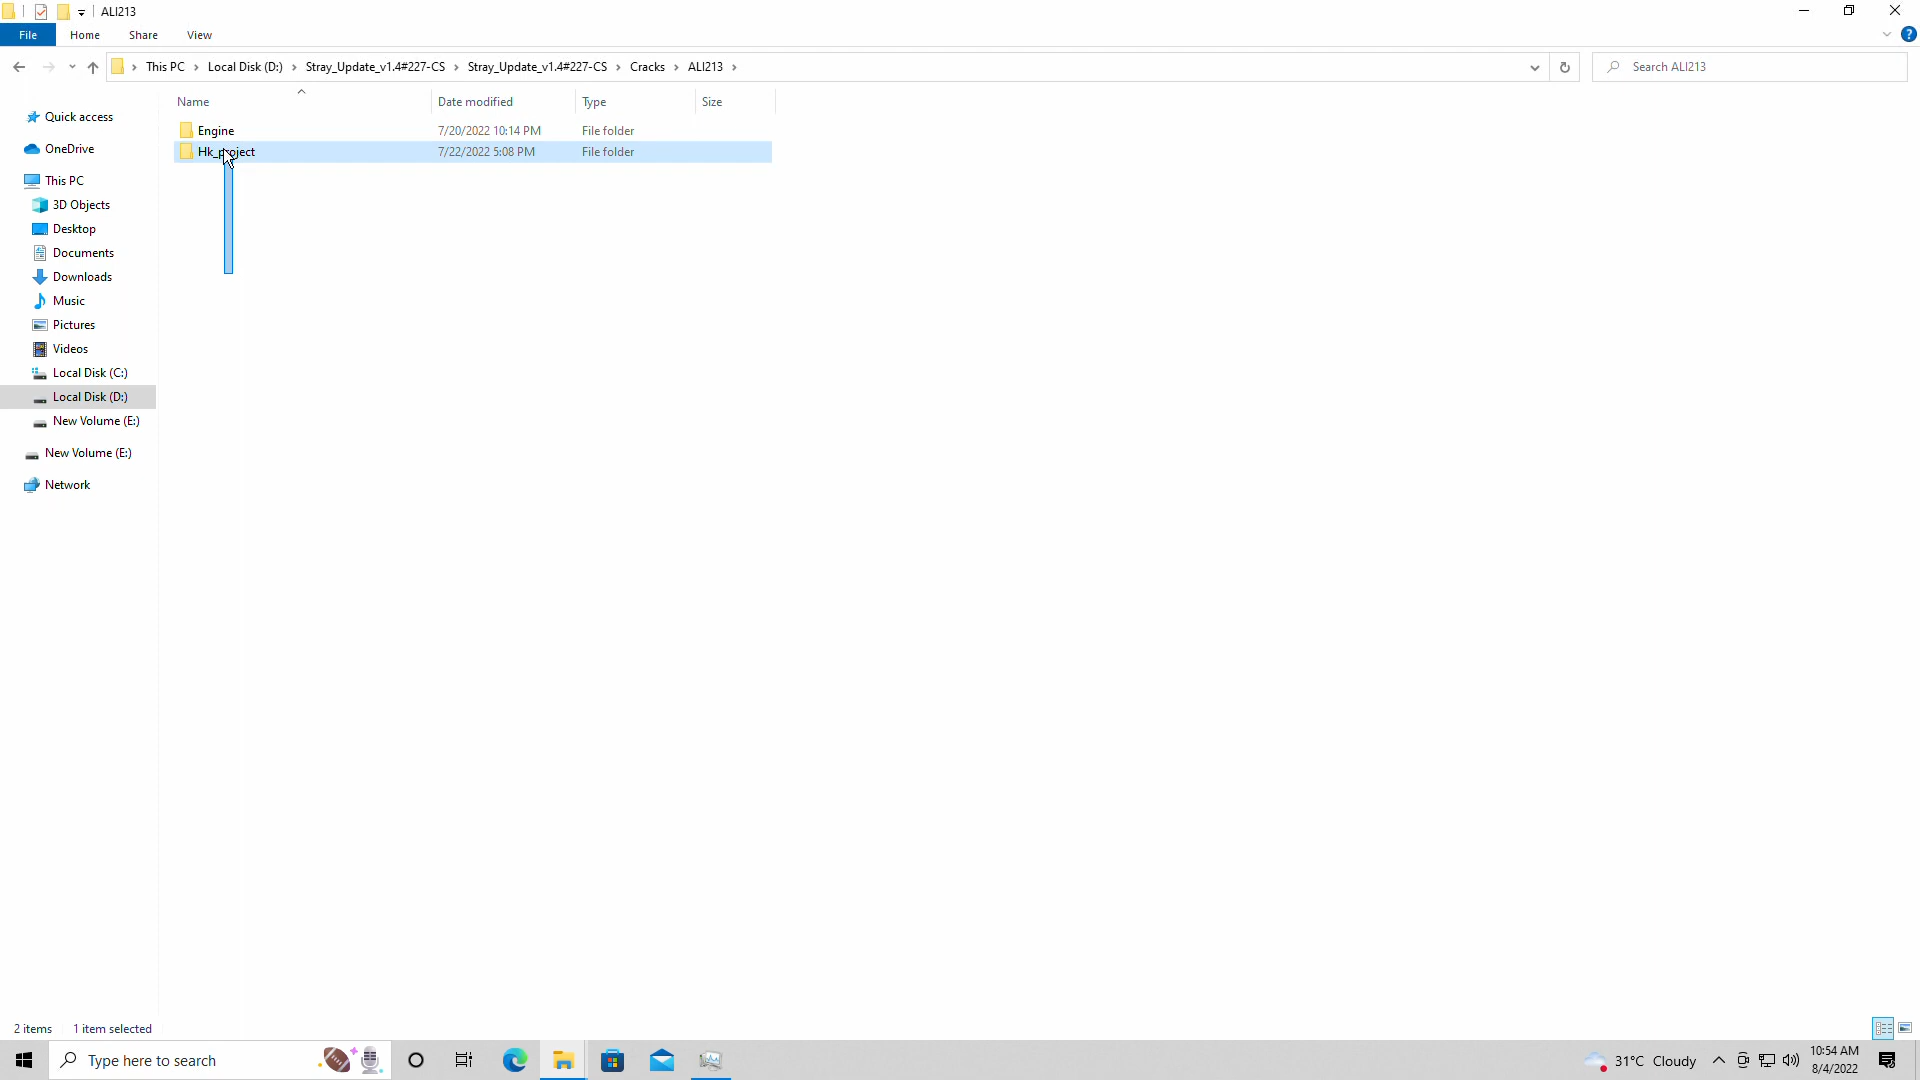 ALI213
File Home Share View
This PC Local Disk (D:) Stray_Update_v1.4#227-CS Stray_Update_v1.4#227-CS Cracks ALI213
Search ALI213
Name Date modified Type Size
Engine 7/20/2022 10:14 PM File folder
Hk_project 7/22/2022 5:08 PM File folder
Quick access
OneDrive
This PC
3D Objects
Desktop
Documents
Downloads
Music
Pictures
Videos
Local Disk (C:)
Local Disk (D:)
New Volume (E:)
New Volume (E:)
Network
2 items 1 item selected
Type here to search
31°C Cloudy
10:54 AM
8/4/2022